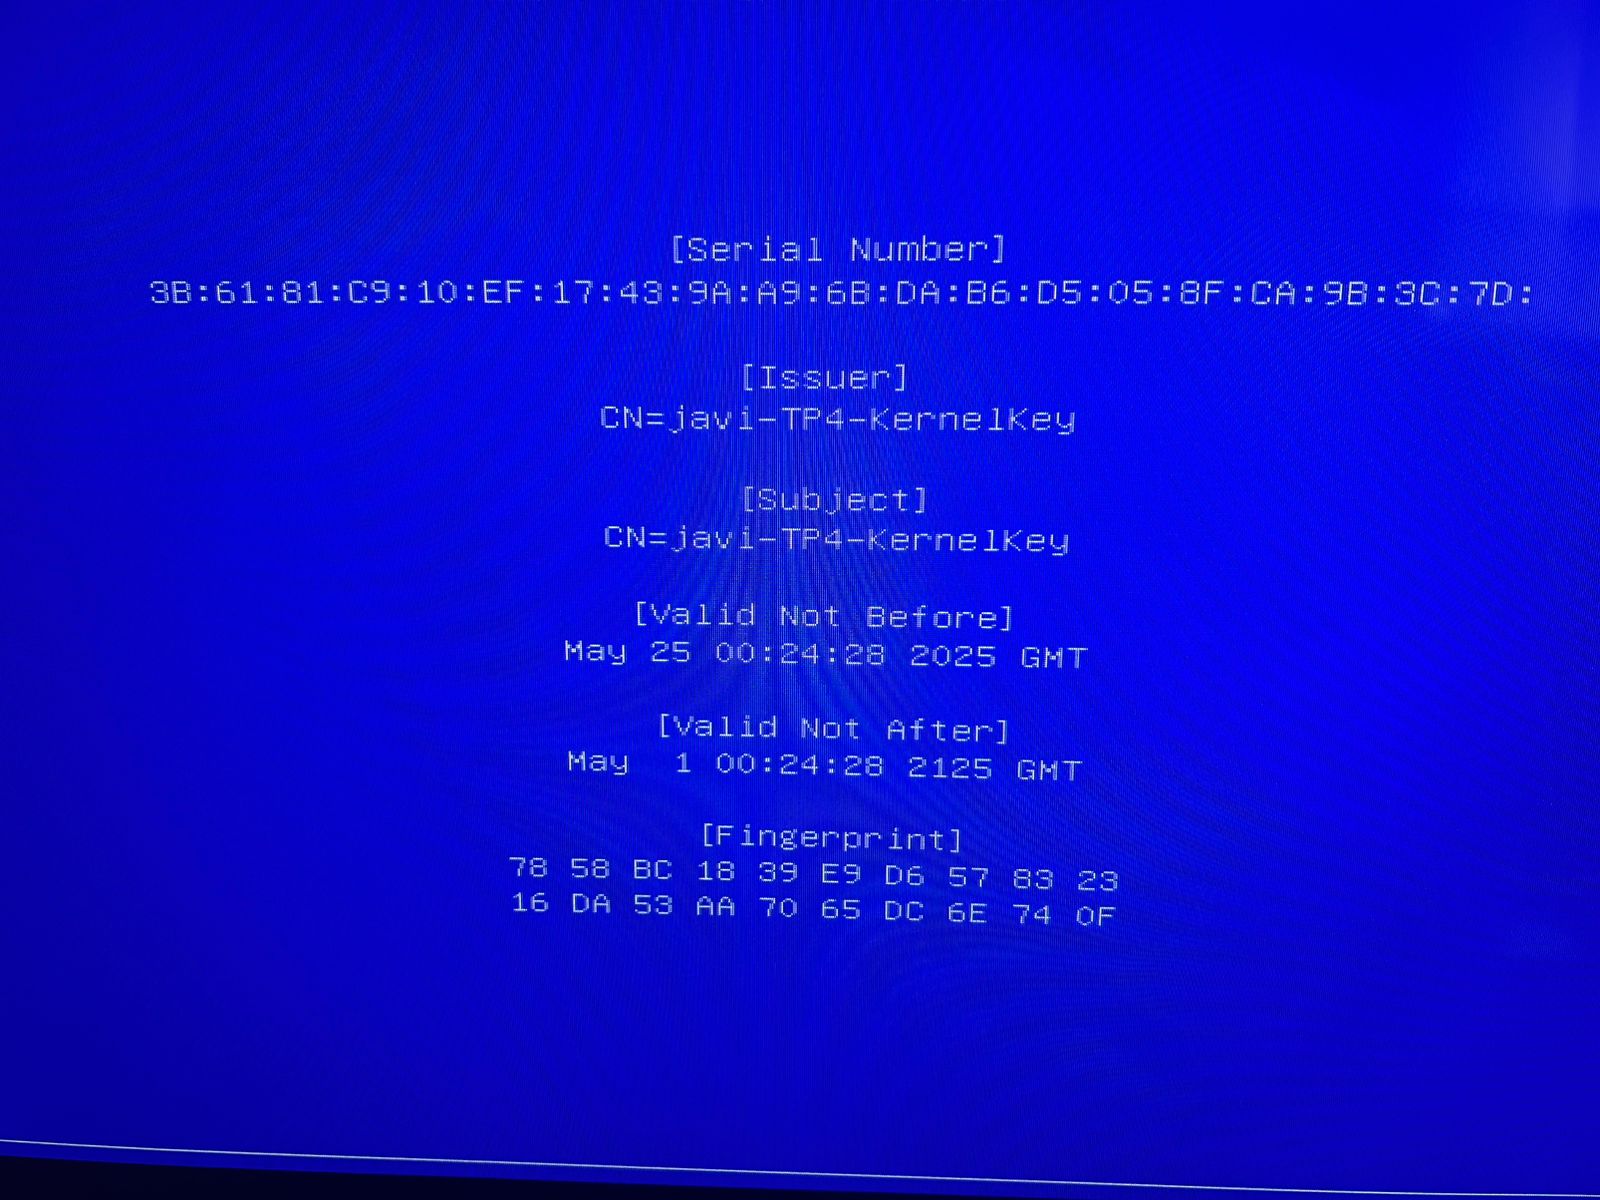 [Serial Number]
3B:61:81:C9:10:EF:17:43:9A:A9:6B:DA:B6:D5:05:8F:CA:9B:3C:7D:
[Issuer]
CN=javi-TP4-KernelKey
[Subject]
CN=javi-TP4-KernelKey
[Valid Not Before]
May 25 00:24:28 2025 GMT
[Valid Not After]
May  1 00:24:28 2125 GMT
[Fingerprint]
78 58 BC 18 39 E9 D6 57 83 23
16 DA 53 AA 70 65 DC 6E 74 0F